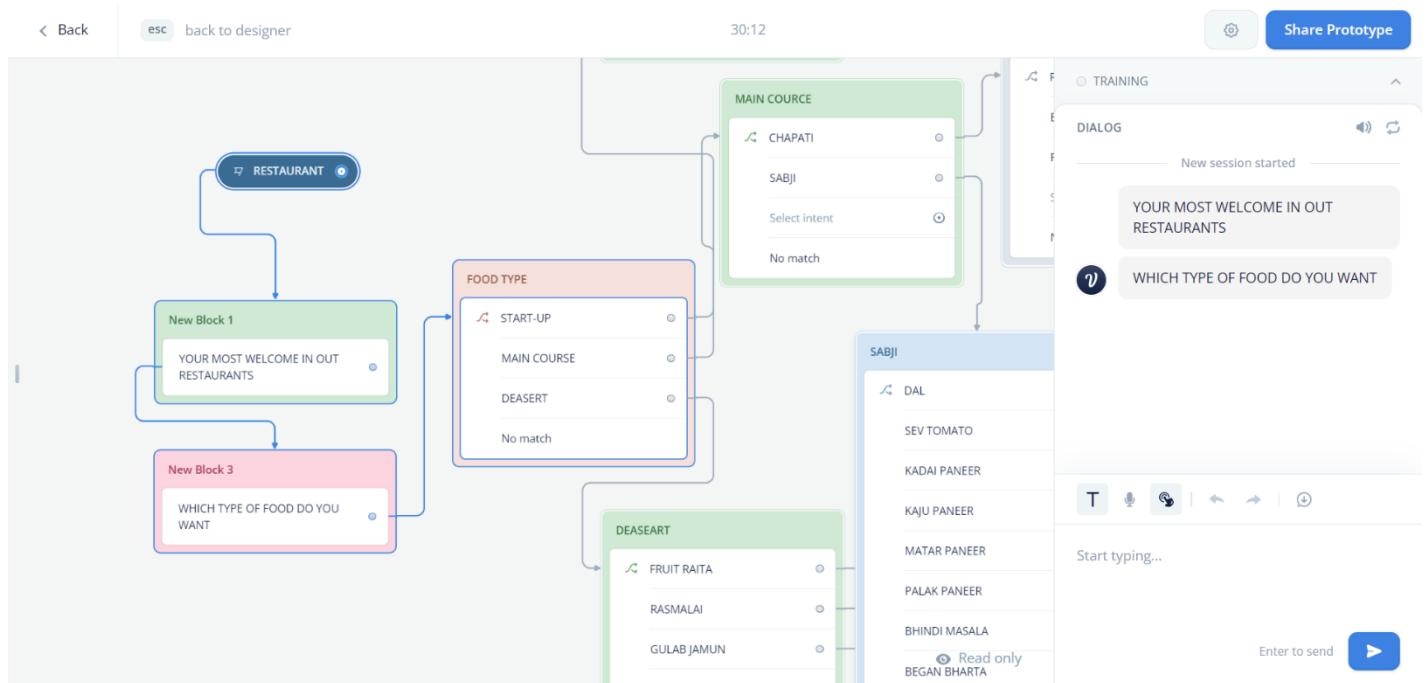 Back
esc back to designer
30:12
Share Prototype
RESTAURANT
New Block 1
YOUR MOST WELCOME IN OUT
RESTAURANTS
New Block 3
WHICH TYPE OF FOOD DO YOU
WANT
FOOD TYPE
START-UP
MAIN COURSE
DEASERT
No match
MAIN COURCE
CHAPATI
SABJI
Select intent
No match
DEASEART
FRUIT RAITA
RASMALAI
GULAB JAMUN
SABJI
DAL
SEV TOMATO
KADAI PANEER
KAJU PANEER
MATAR PANEER
PALAK PANEER
BHINDI MASALA
BEGAN BHARTA
Read only
TRAINING
DIALOG
New session started
YOUR MOST WELCOME IN OUT
RESTAURANTS
WHICH TYPE OF FOOD DO YOU WANT
T
Start typing...
Enter to send